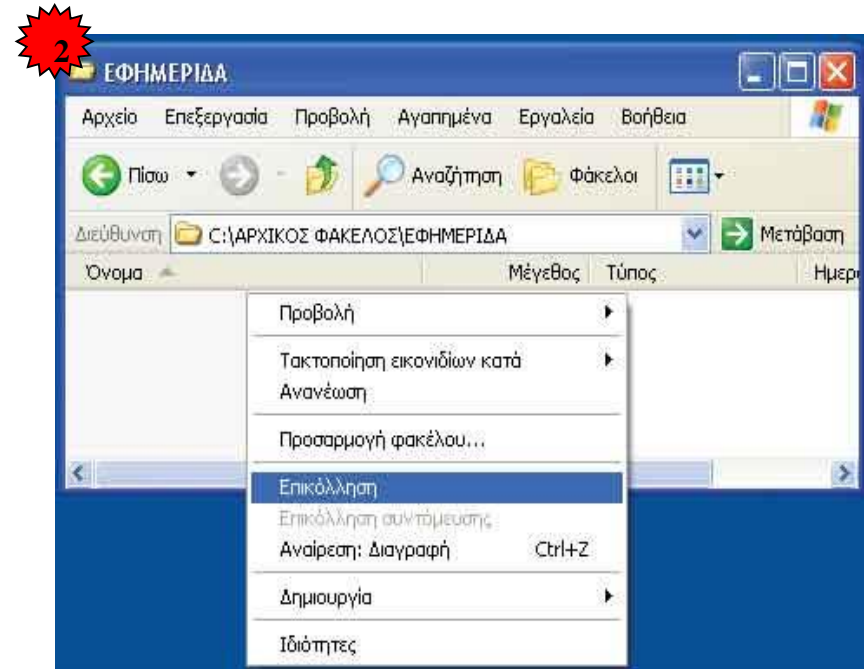 2
ΕΦΗΜΕΡΙΔΑ
Αρχείο Επεξεργασία Προβολή Αγαπημένα Εργαλεία Βοήθεια
Πίσω Αναζήτηση Φάκελοι
Διεύθυνση C:\ΑΡΧΙΚΟΣ ΦΑΚΕΛΟΣ\ΕΦΗΜΕΡΙΔΑ Μετάβαση
Όνομα Μέγεθος Τύπος Ημερ
Προβολή
Τακτοποίηση εικονιδίων κατά
Ανανέωση
Προσαρμογή φακέλου...
Επικόλληση
Επικόλληση συντόμευσης
Αναίρεση: Διαγραφή Ctrl+Z
Δημιουργία
Ιδιότητες